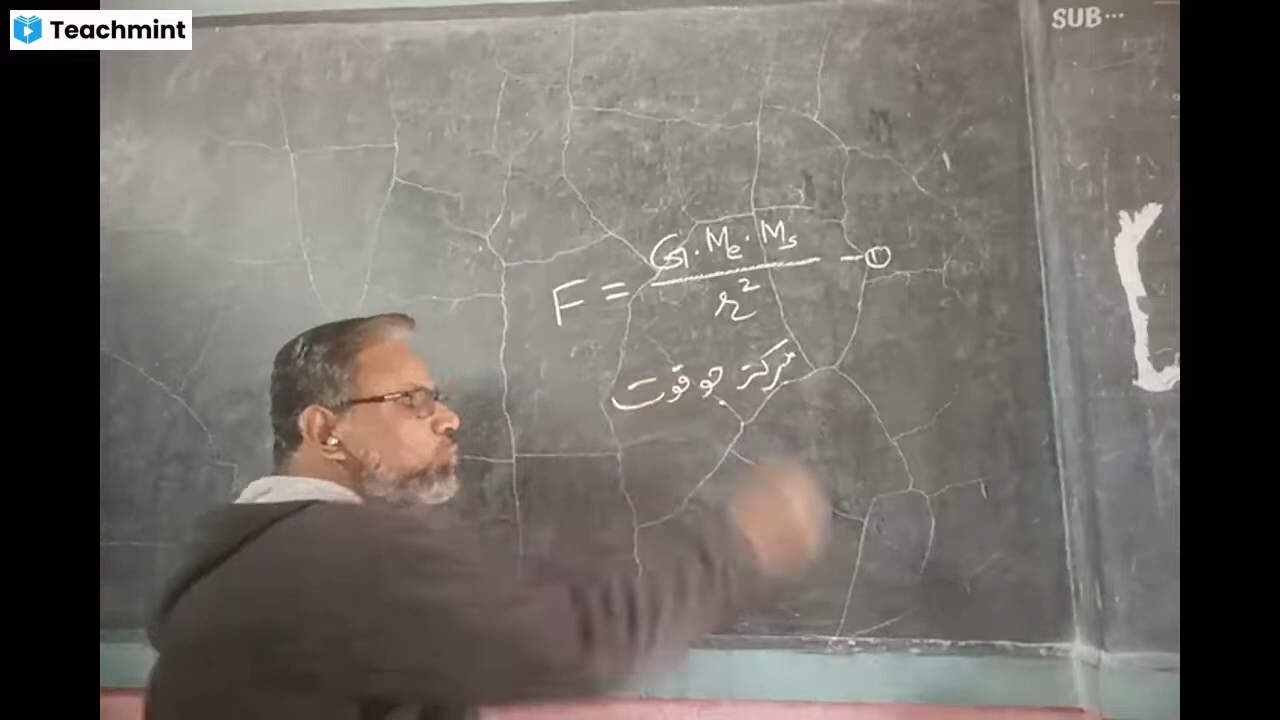 Teachmint
SUB...
F = G.Me.Ms / r² -①
مرکز جو قوت